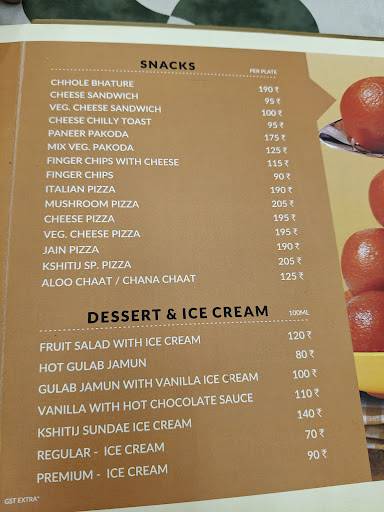 SNACKS PER PLATE
CHHOLE BHATURE 190 ₹
CHEESE SANDWICH 95 ₹
VEG. CHEESE SANDWICH 100 ₹
CHEESE CHILLY TOAST 95 ₹
PANEER PAKODA 175 ₹
MIX VEG. PAKODA 125 ₹
FINGER CHIPS WITH CHEESE 115 ₹
FINGER CHIPS 90 ₹
ITALIAN PIZZA 190 ₹
MUSHROOM PIZZA 205 ₹
CHEESE PIZZA 195 ₹
VEG. CHEESE PIZZA 195 ₹
JAIN PIZZA 190 ₹
KSHITIJ SP. PIZZA 205 ₹
ALOO CHAAT / CHANA CHAAT 125 ₹
DESSERT & ICE CREAM 100ML
FRUIT SALAD WITH ICE CREAM 120 ₹
HOT GULAB JAMUN 80 ₹
GULAB JAMUN WITH VANILLA ICE CREAM 100 ₹
VANILLA WITH HOT CHOCOLATE SAUCE 110 ₹
KSHITIJ SUNDAE ICE CREAM 140 ₹
REGULAR - ICE CREAM 70 ₹
PREMIUM - ICE CREAM 90 ₹
GST EXTRA*